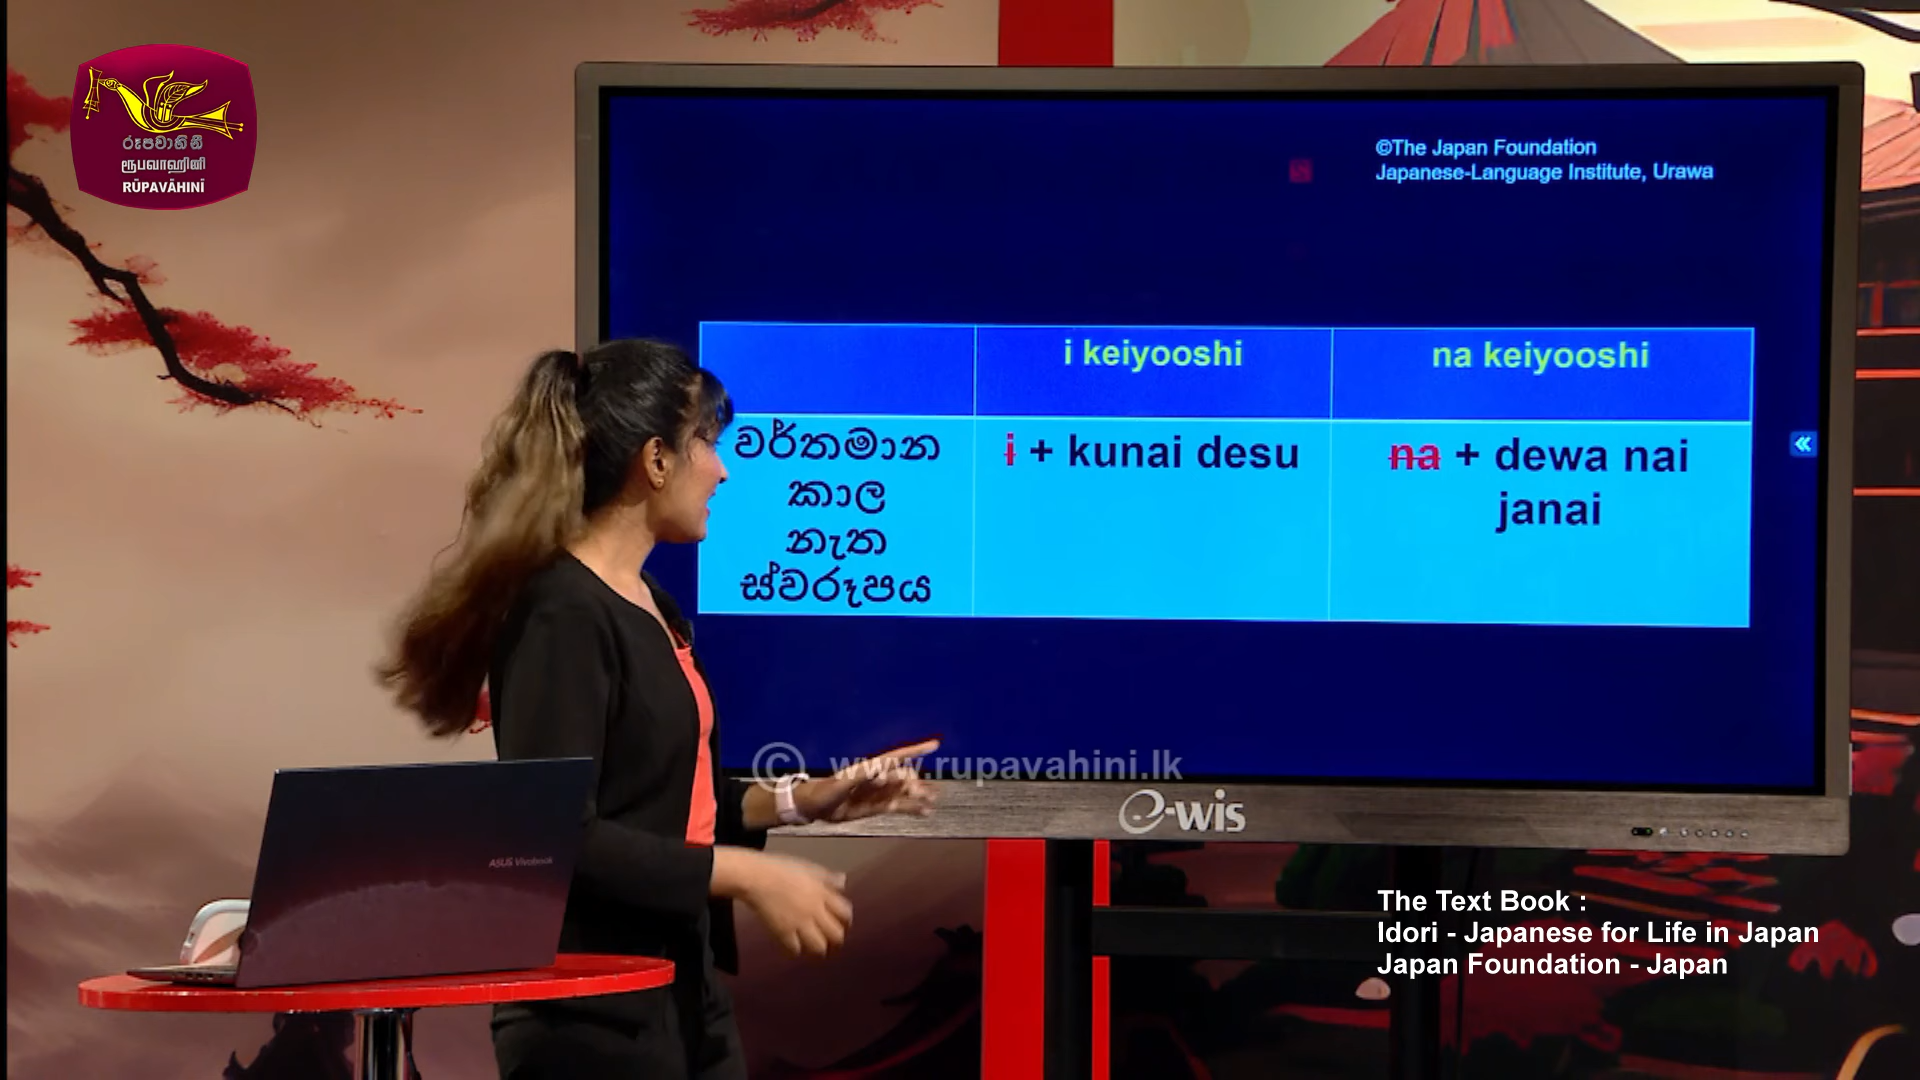 රූපවාහිනී
ரூபவாஹினி
RŪPAVĀHINĪ
©The Japan Foundation
Japanese-Language Institute, Urawa
i keiyooshi
na keiyooshi
වර්තමාන
කාල
නැත
ස්වරූපය
i + kunai desu
na + dewa nai
janai
© www.rupavahini.lk
e-wis
ASUS Vivobook
The Text Book :
Idori - Japanese for Life in Japan
Japan Foundation - Japan